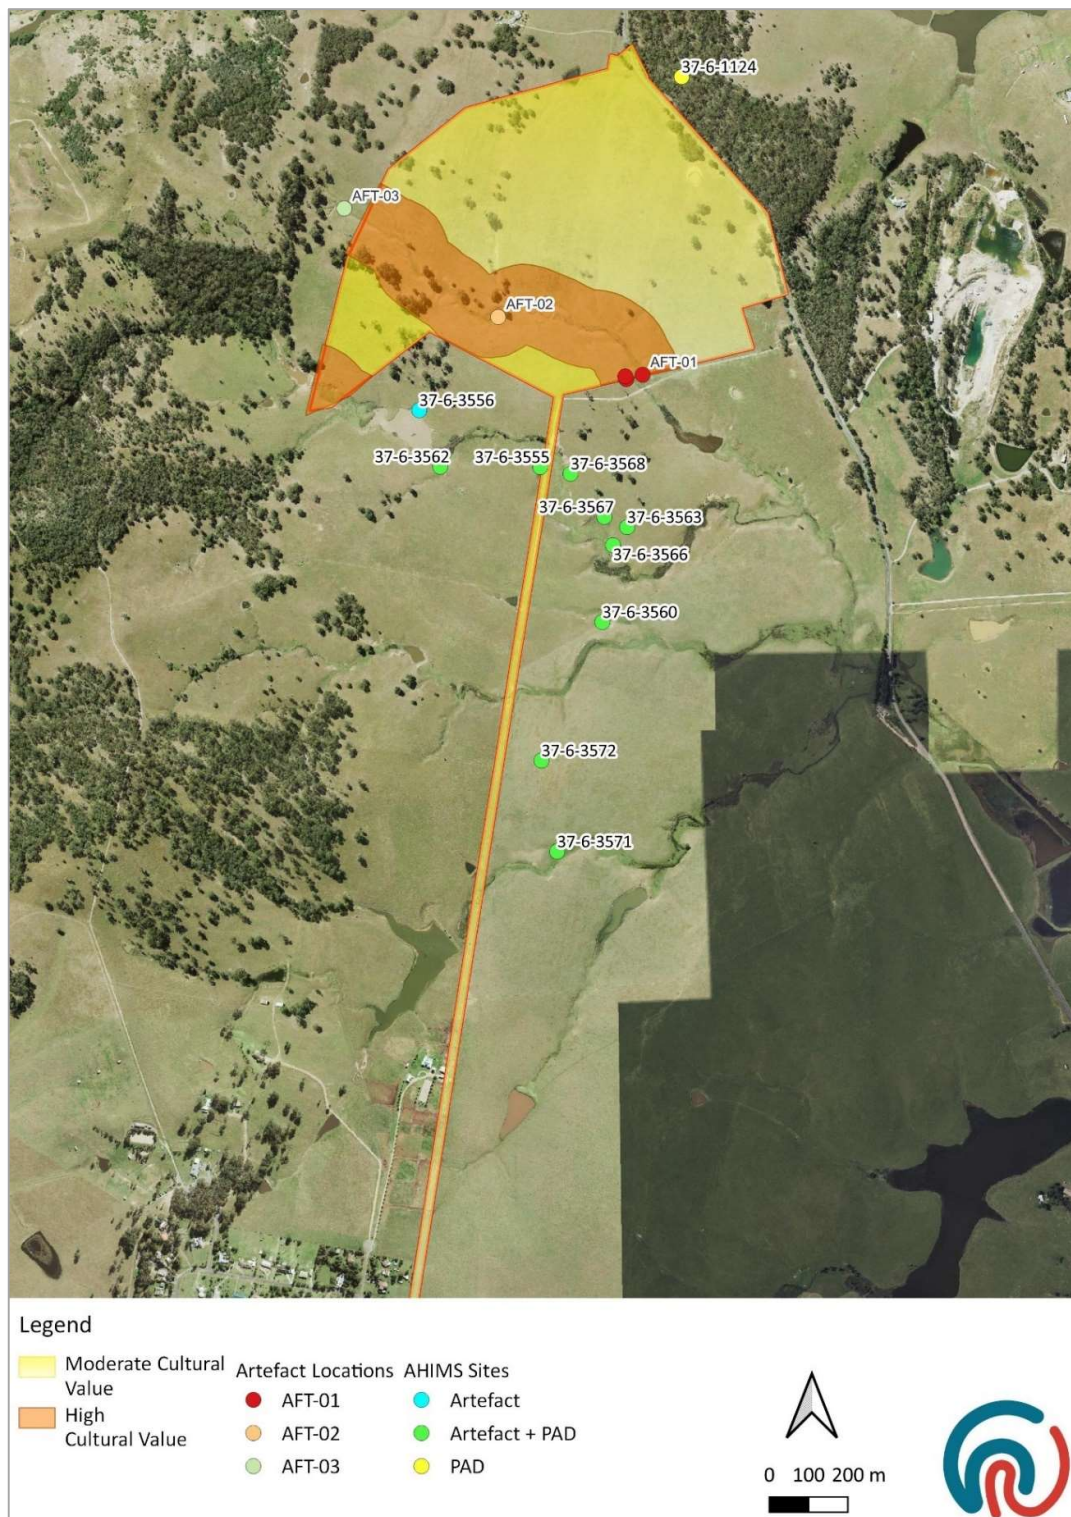 37-6-1124
AFT-03
AFT-02
AFT-01
37-6-3556
37-6-3562
37-6-3555
37-6-3568
37-6-3567
37-6-3563
37-6-3566
37-6-3560
37-6-3572
37-6-3571
Legend
Moderate Cultural
Value
High
Cultural Value
Artefact Locations
AFT-01
AFT-02
AFT-03
AHIMS Sites
Artefact
Artefact + PAD
PAD
0 100 200 m